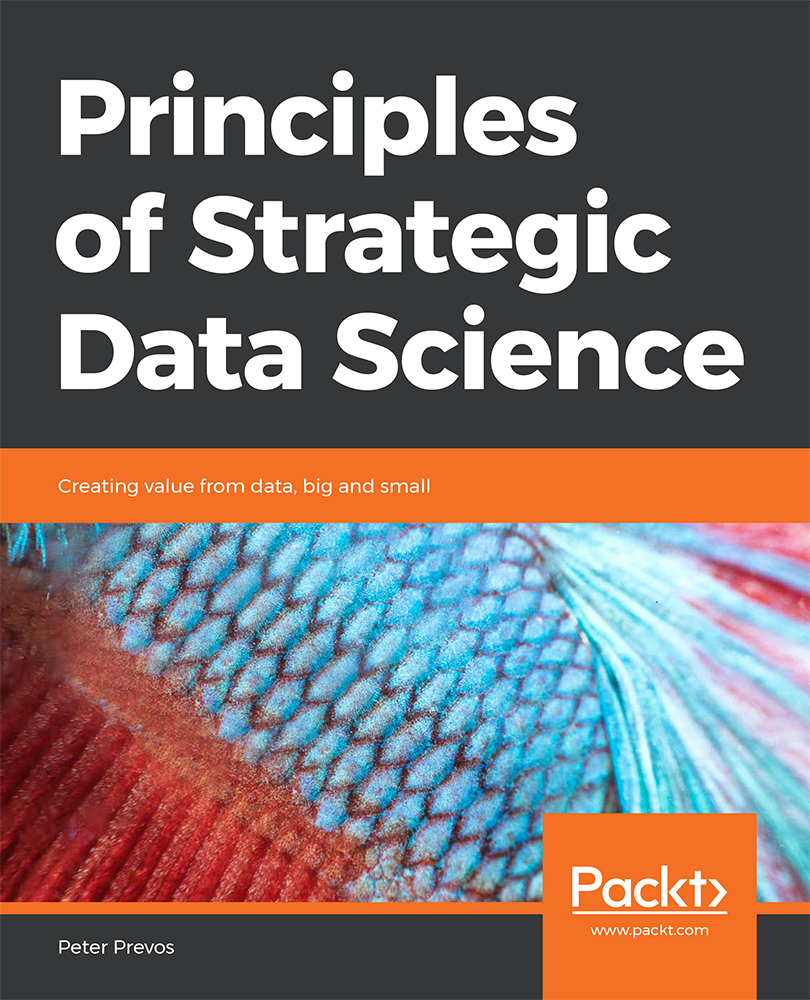 Principles
of Strategic
Data Science
Creating value from data, big and small
Packt>
www.packt.com
Peter Prevos